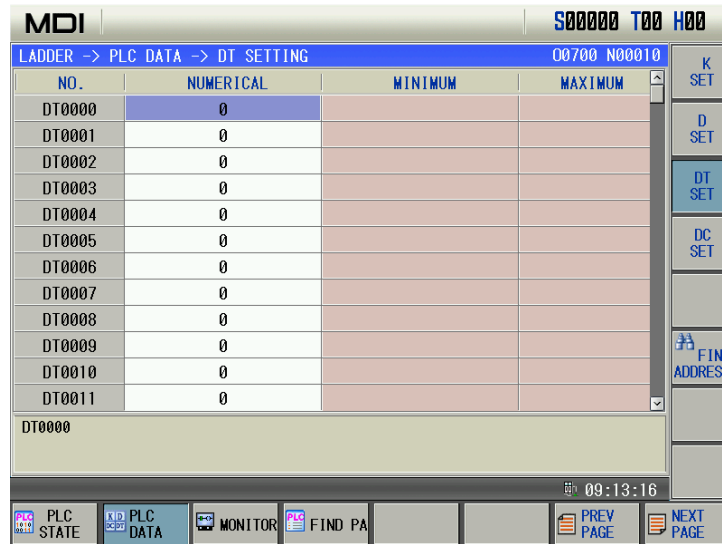 MDI S00000 T00 H00
LADDER -> PLC DATA -> DT SETTING O0700 N00010
NO. NUMERICAL MINIMUM MAXIMUM
DT0000 0
DT0001 0
DT0002 0
DT0003 0
DT0004 0
DT0005 0
DT0006 0
DT0007 0
DT0008 0
DT0009 0
DT0010 0
DT0011 0
DT0000
09:13:16
K
SET
D
SET
DT
SET
DC
SET
FIN
ADDRES
PLC
STATE
PLC
DATA
MONITOR
FIND PA
PREV
PAGE
NEXT
PAGE